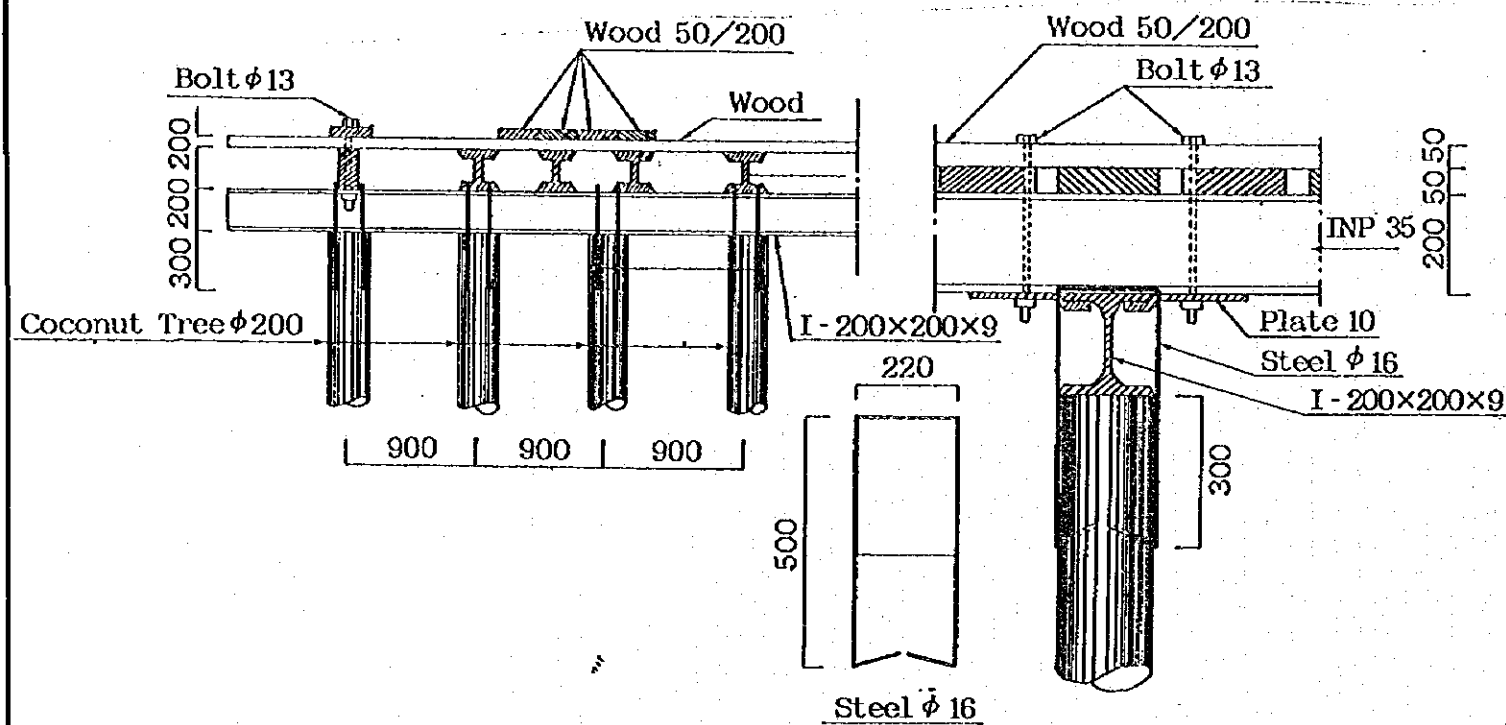 Wood 50/200
Bolt φ13
Wood
200
200
200
300
Coconut Tree φ200
I-200×200×9
900
900
900
Wood 50/200
Bolt φ13
50
50
200
INP 35
Plate 10
Steel φ16
I-200×200×9
300
220
500
Steel φ16